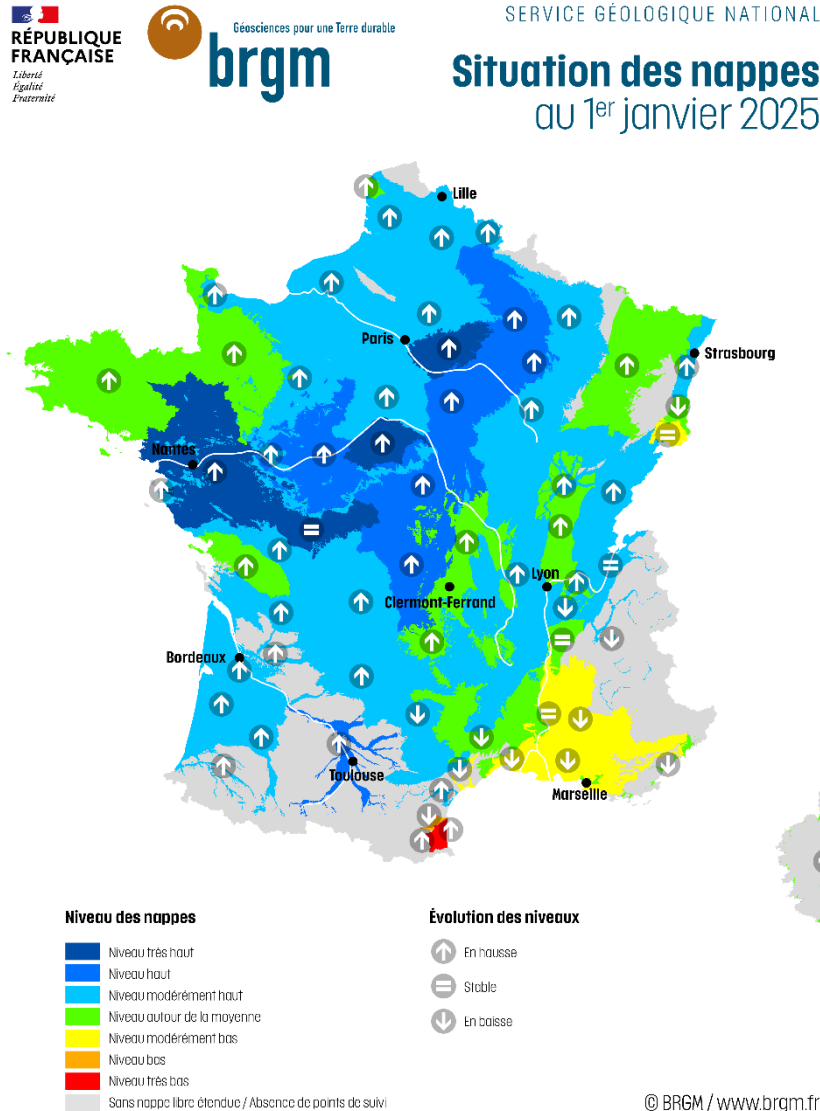 RÉPUBLIQUE
FRANÇAISE
Liberté
Égalité
Fraternité
Géosciences pour une Terre durable
brgm
SERVICE GÉOLOGIQUE NATIONAL
Situation des nappes
au 1er janvier 2025
Lille
Paris
Strasbourg
Nantes
Lyon
Clermont-Ferrand
Bordeaux
Toulouse
Marseille
Niveau des nappes
Niveau très haut
Niveau haut
Niveau modérément haut
Niveau autour de la moyenne
Niveau modérément bas
Niveau bas
Niveau très bas
Sans nappe libre étendue / Absence de points de suivi
Évolution des niveaux
En hausse
Stable
En baisse
© BRGM / www.brgm.fr